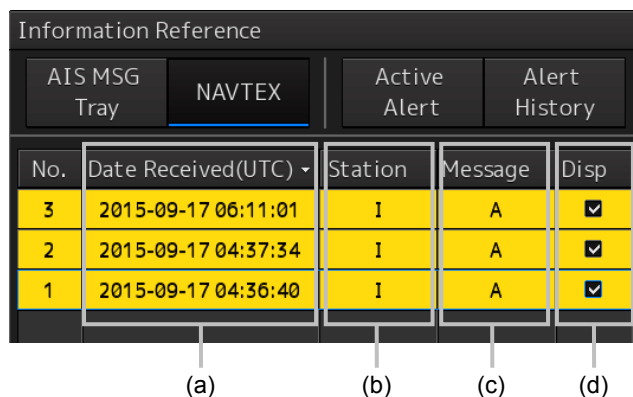 Information Reference
AIS MSG Tray NAVTEX Active Alert Alert History
No. Date Received(UTC) Station Message Disp
3 2015-09-17 06:11:01 I A
2 2015-09-17 04:37:34 I A
1 2015-09-17 04:36:40 I A
(a) (b) (c) (d)